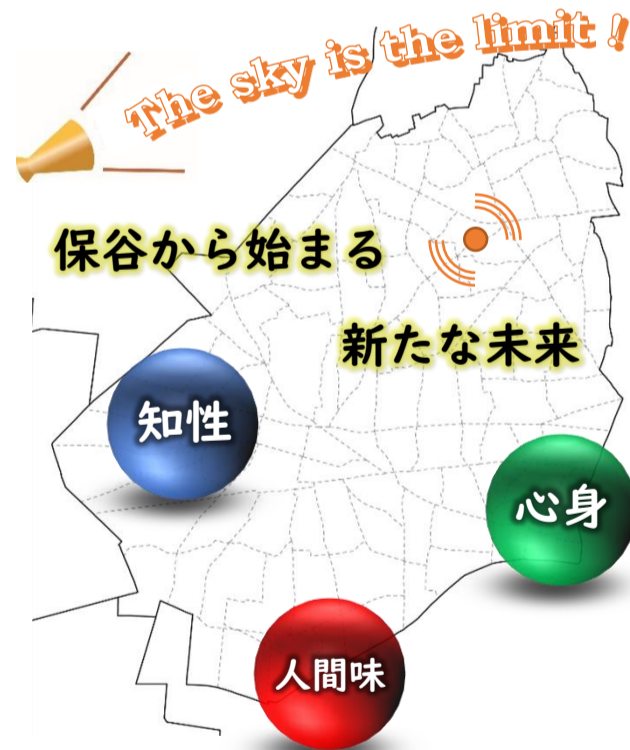 The sky is the limit !
保谷から始まる
新たな未来
知性
心身
人間味